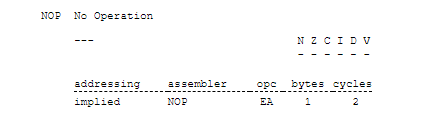 NOP No Operation
--- N Z C I D V
- - - - - -
addressing assembler opc bytes cycles
implied NOP EA 1 2